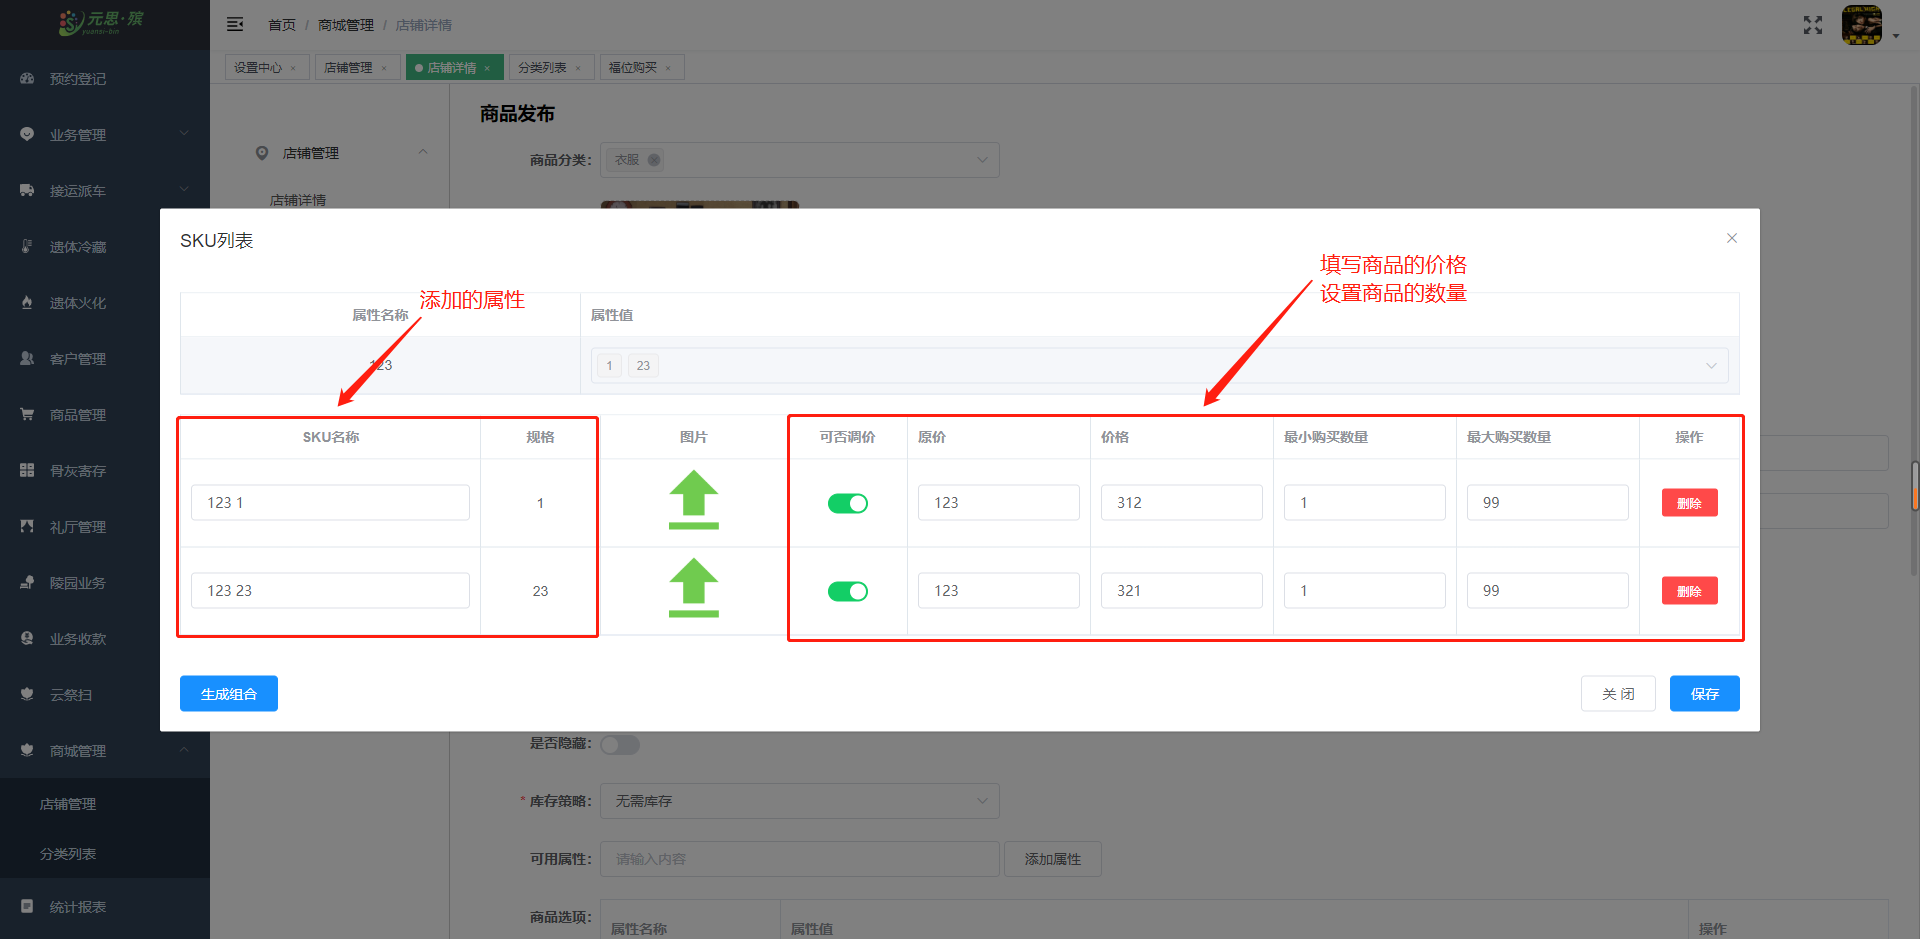 元思·殡
yuansi-bin
首页 / 商城管理 / 店铺详情
设置中心 ×
店铺管理 ×
店铺详情 ×
分类列表 ×
福位购买 ×
预约登记
业务管理
接运派车
遗体冷藏
遗体火化
客户管理
商品管理
骨灰寄存
礼厅管理
陵园业务
业务收款
云祭扫
商城管理
店铺管理
分类列表
统计报表
店铺管理
店铺详情
商品发布
商品分类：
衣服
SKU列表
添加的属性
填写商品的价格
设置商品的数量
属性名称 属性值
123 1 23
SKU名称 规格 图片 可否调价 原价 价格 最小购买数量 最大购买数量 操作
123 1 1 123 312 1 99 删除
123 23 23 123 321 1 99 删除
生成组合
关 闭
保存
是否隐藏：
* 库存策略： 无需库存
可用属性： 请输入内容 添加属性
商品选项： 属性名称 属性值 操作